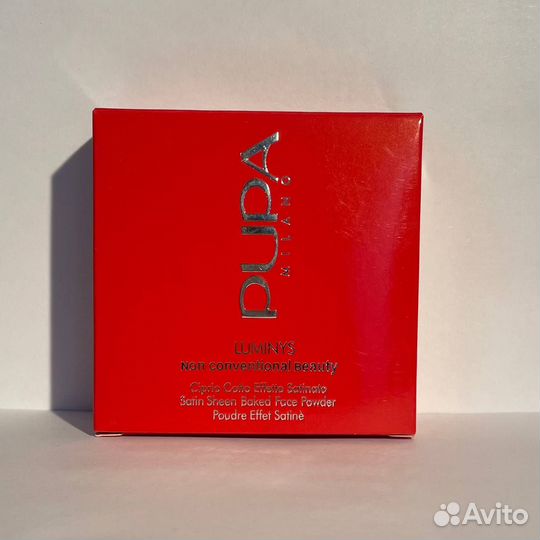 PUPA
MILANO
LUMINYS
Non Conventional Beauty
Cipria Cotta Effetto Satinato
Satin Sheen Baked Face Powder
Poudre Effet Satinè
Avito